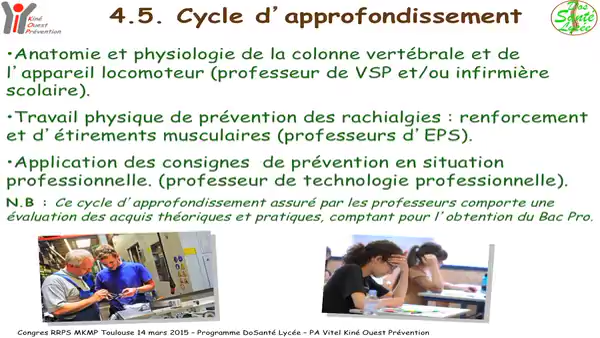 Kiné
Ouest
Prévention
4.5. Cycle d’approfondissement
Do
Santé
Lycée
•Anatomie et physiologie de la colonne vertébrale et de
l’appareil locomoteur (professeur de VSP et/ou infirmière
scolaire).
•Travail physique de prévention des rachialgies : renforcement
et d’étirements musculaires (professeurs d’EPS).
•Application des consignes  de prévention en situation
professionnelle. (professeur de technologie professionnelle).
N.B : Ce cycle d’approfondissement assuré par les professeurs comporte une
évaluation des acquis théoriques et pratiques, comptant pour l’obtention du Bac Pro.
Congres RRPS MKMP Toulouse 14 mars 2015 – Programme DoSanté Lycée – PA Vitel Kiné Ouest Prévention